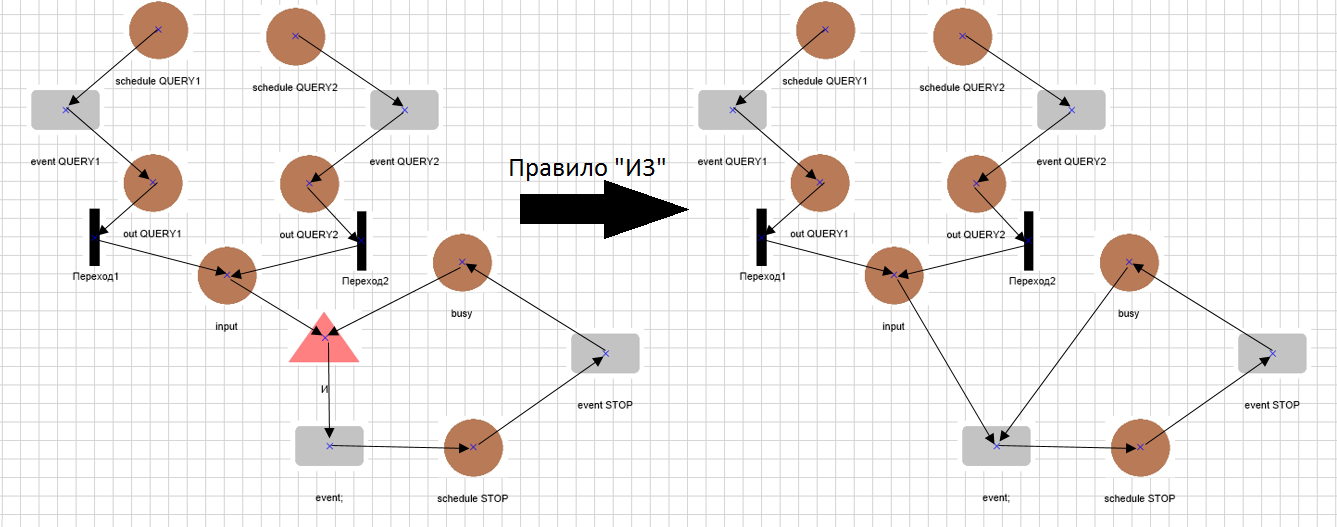 schedule QUERY1
schedule QUERY2
event QUERY1
event QUERY2
out QUERY1
out QUERY2
Переход1
Переход2
input
busy
И
event STOP
event;
schedule STOP
Правило "ИЗ"
schedule QUERY1
schedule QUERY2
event QUERY1
event QUERY2
out QUERY1
out QUERY2
Переход1
Переход2
input
busy
event STOP
event;
schedule STOP